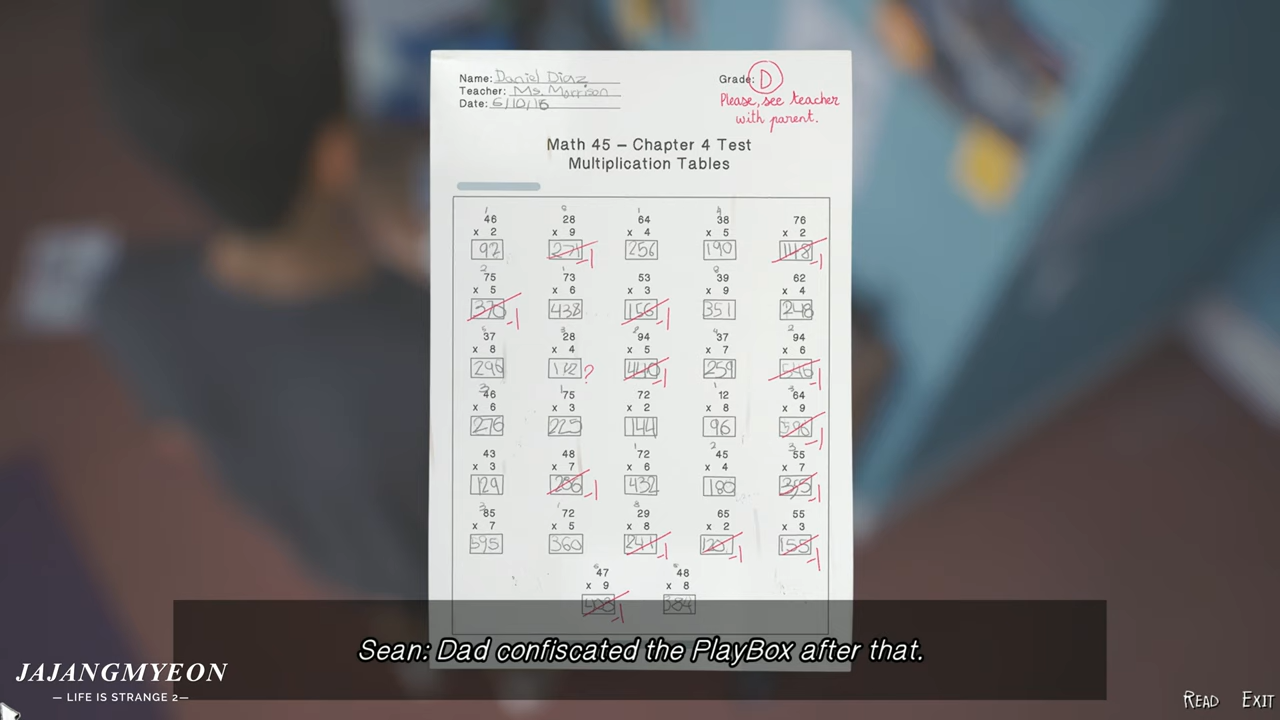 Name: Daniel Diaz
Grade: D
Teacher: Ms. Morrison
Please, see teacher
Date: 6/10/16
with parent.
Math 45 – Chapter 4 Test
Multiplication Tables
46 28 64 38 76
x 2 x 9 x 4 x 5 x 2
92 271 -1 256 190 148 -1
75 73 53 39 62
x 5 x 6 x 3 x 9 x 4
370 -1 438 156 -1 351 248
37 28 94 37 94
x 8 x 4 x 5 x 7 x 6
296 112 ? 440 -1 259 546 -1
46 75 72 12 64
x 6 x 3 x 2 x 8 x 9
276 225 144 96 596 -1
43 48 72 45 55
x 3 x 7 x 6 x 4 x 7
129 286 -1 432 180 -1
85 72 29 65 55
x 7 x 5 x 8 x 2 x 3
595 360 241 -1 -1 155 -1
47 48
x 9 x 8
-1 384
Sean: Dad confiscated the PlayBox after that.
JAJANGMYEON
— LIFE IS STRANGE 2—
READ EXIT